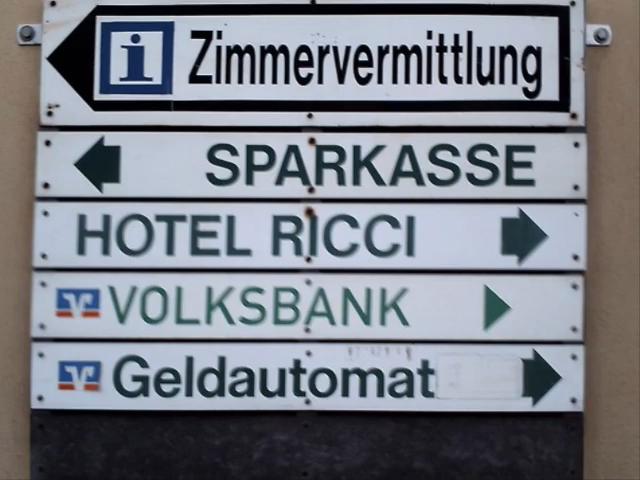 i Zimmervermittlung
SPARKASSE
HOTEL RICCI
VOLKSBANK
Geldautomat